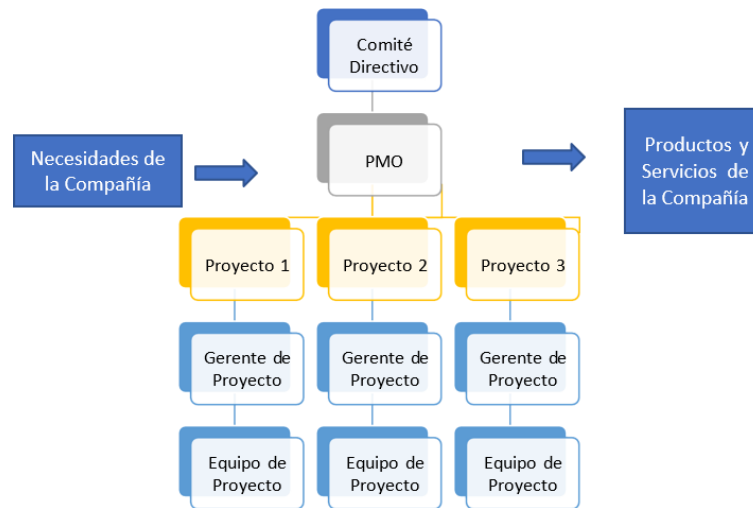 Comité
Directivo
Necesidades de
la Compañía
PMO
Productos y
Servicios de
la Compañía
Proyecto 1
Proyecto 2
Proyecto 3
Gerente de
Proyecto
Gerente de
Proyecto
Gerente de
Proyecto
Equipo de
Proyecto
Equipo de
Proyecto
Equipo de
Proyecto